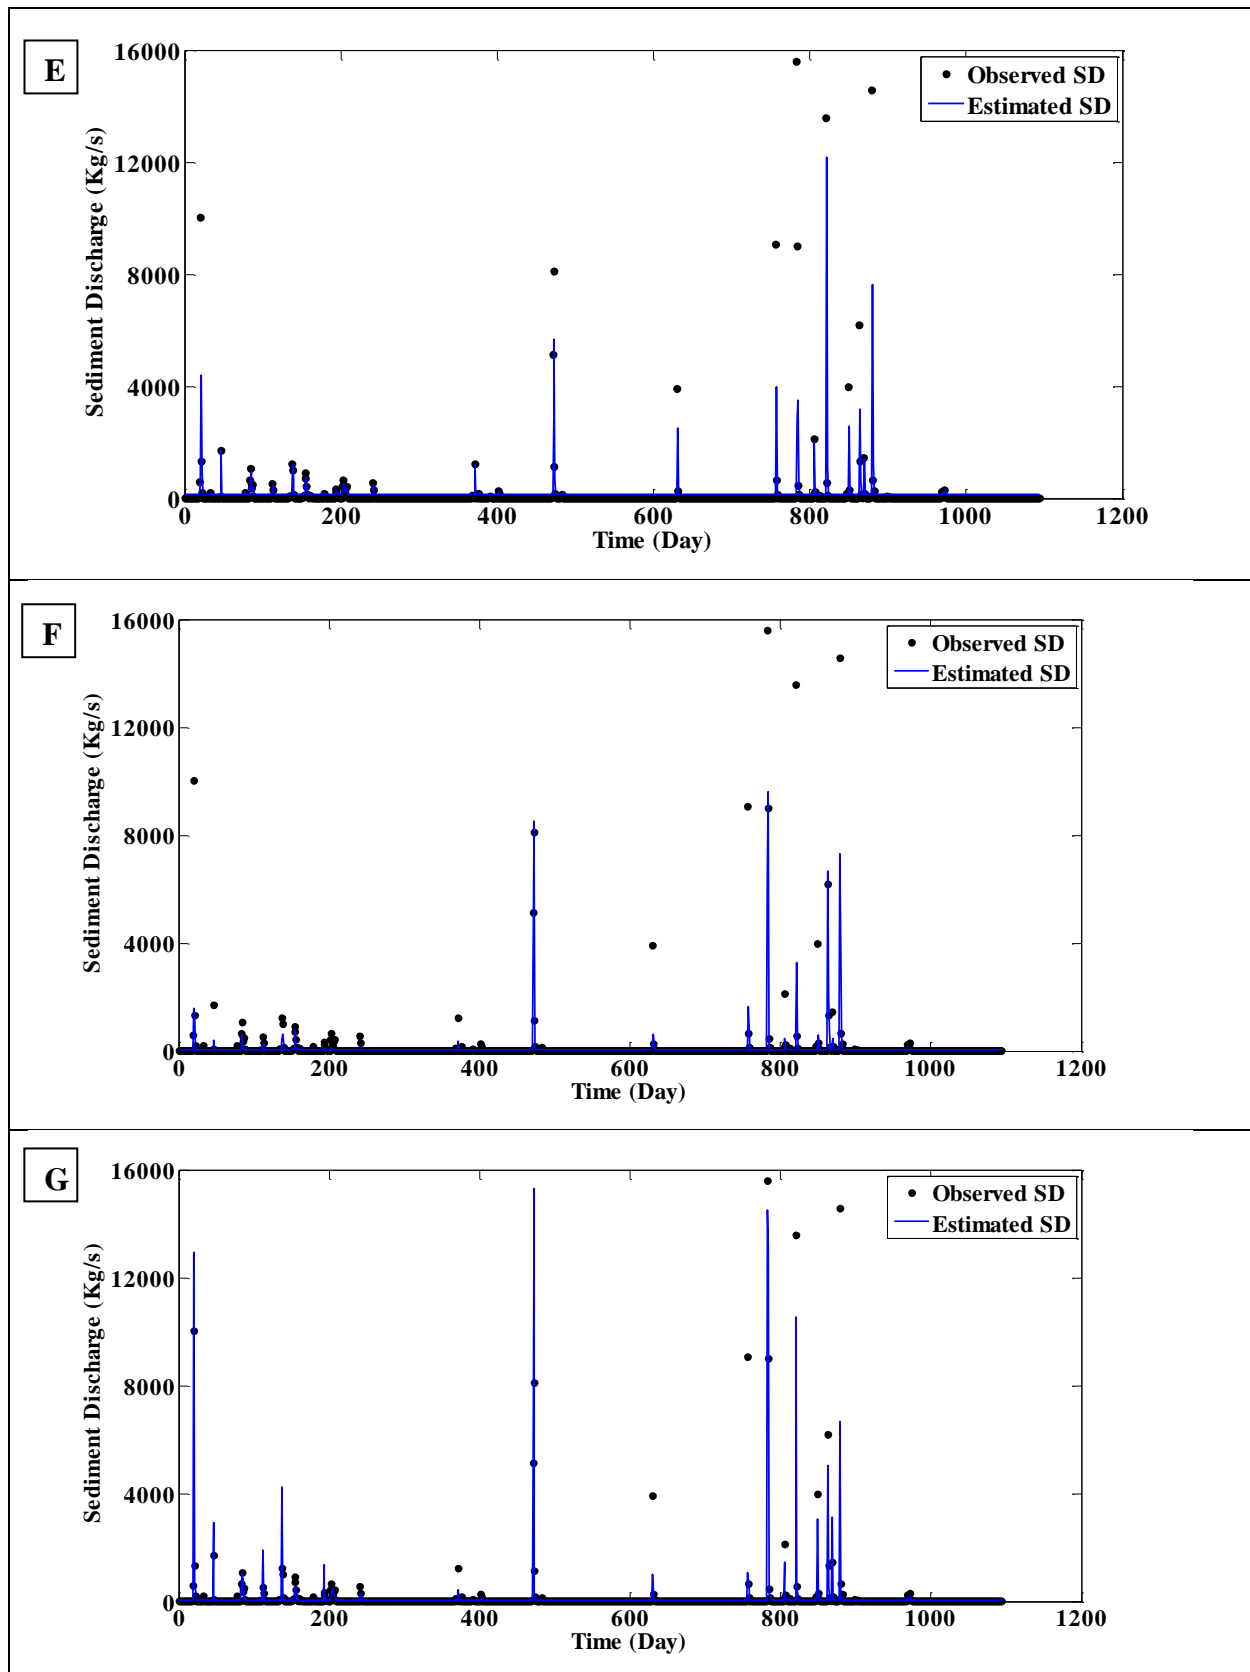 E
16000
12000
8000
4000
0
Sediment Discharge (Kg/s)
Observed SD
Estimated SD
0 200 400 600 800 1000 1200
Time (Day)
F
16000
12000
8000
4000
0
Sediment Discharge (Kg/s)
Observed SD
Estimated SD
0 200 400 600 800 1000 1200
Time (Day)
G
16000
12000
8000
4000
0
Sediment Discharge (Kg/s)
Observed SD
Estimated SD
0 200 400 600 800 1000 1200
Time (Day)